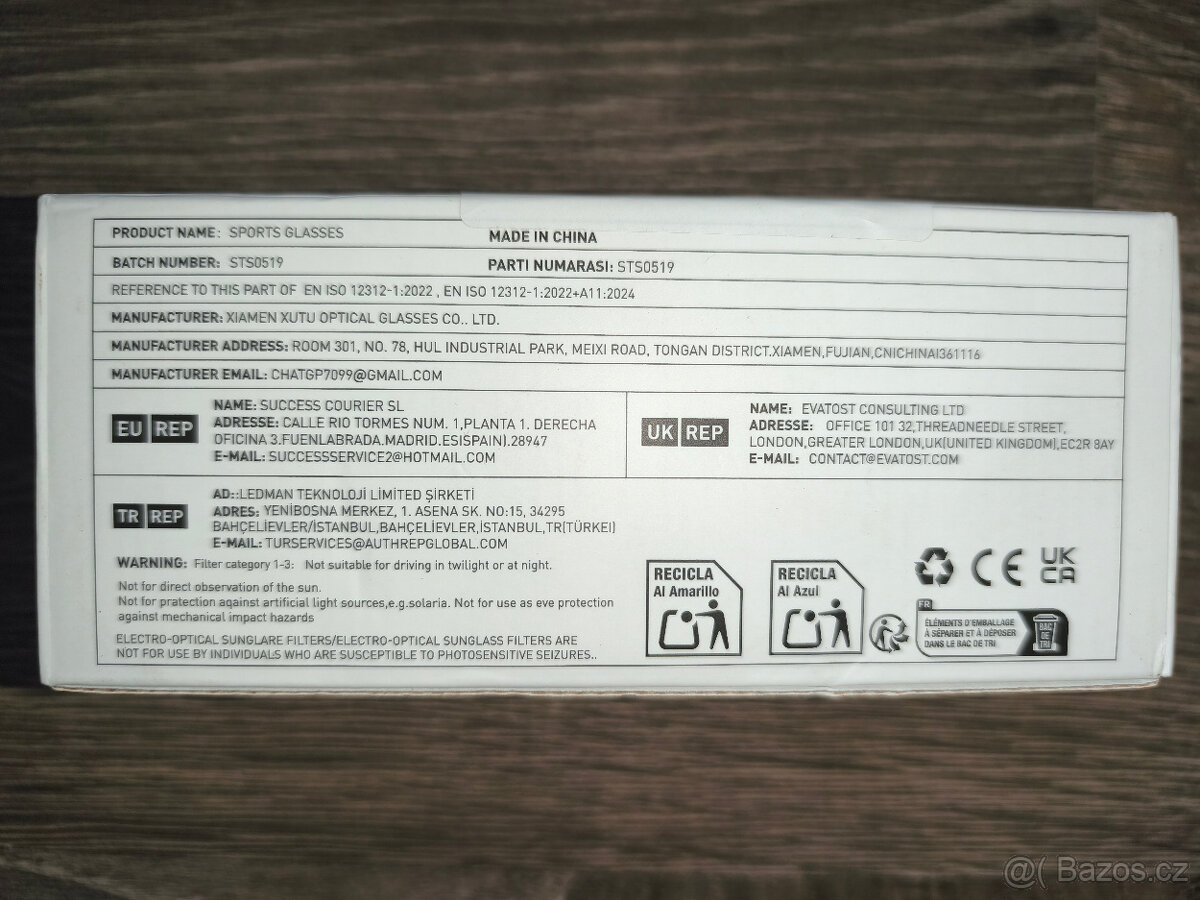 PRODUCT NAME: SPORTS GLASSES
MADE IN CHINA
BATCH NUMBER: STS0519
PARTI NUMARASI: STS0519
REFERENCE TO THIS PART OF EN ISO 12312-1:2022 , EN ISO 12312-1:2022+A11:2024
MANUFACTURER: XIAMEN XUTU OPTICAL GLASSES CO.. LTD.
MANUFACTURER ADDRESS: ROOM 301, NO. 78, HUL INDUSTRIAL PARK, MEIXI ROAD, TONGAN DISTRICT.XIAMEN,FUJIAN,CNICHINAI361116
MANUFACTURER EMAIL: CHATGP7099@GMAIL.COM
EU REP
NAME: SUCCESS COURIER SL
ADRESSE: CALLE RIO TORMES NUM. 1,PLANTA 1. DERECHA
OFICINA 3.FUENLABRADA.MADRID.ESISPAIN).28947
E-MAIL: SUCCESSSERVICE2@HOTMAIL.COM
UK REP
NAME: EVATOST CONSULTING LTD
ADRESSE: OFFICE 101 32,THREADNEEDLE STREET,
LONDON,GREATER LONDON,UK(UNITED KINGDOM),EC2R 8AY
E-MAIL: CONTACT@EVATOST.COM
TR REP
AD::LEDMAN TEKNOLOJİ LİMİTED ŞİRKETİ
ADRES: YENİBOSNA MERKEZ, 1. ASENA SK. NO:15, 34295
BAHÇELİEVLER/İSTANBUL,BAHÇELİEVLER,İSTANBUL,TR(TÜRKEI)
E-MAIL: TURSERVICES@AUTHREPGLOBAL.COM
WARNING: Filter category 1-3: Not suitable for driving in twilight or at night.
Not for direct observation of the sun.
Not for pratection against artificial light sources,e.g.solaria. Not for use as eve protection
against mechanical impact hazards
ELECTRO-OPTICAL SUNGLARE FILTERS/ELECTRO-OPTICAL SUNGLASS FILTERS ARE
NOT FOR USE BY INDIVIDUALS WHO ARE SUSCEPTIBLE TO PHOTOSENSITIVE SEIZURES..
RECICLA
Al Amarillo
RECICLA
Al Azul
CE
UK
CA
FR
ÉLÉMENTS D'EMBALLAGE
À SÉPARER ET À DÉPOSER
DANS LE BAC DE TRI
BAC
DE
TRI
@( Bazos.cz